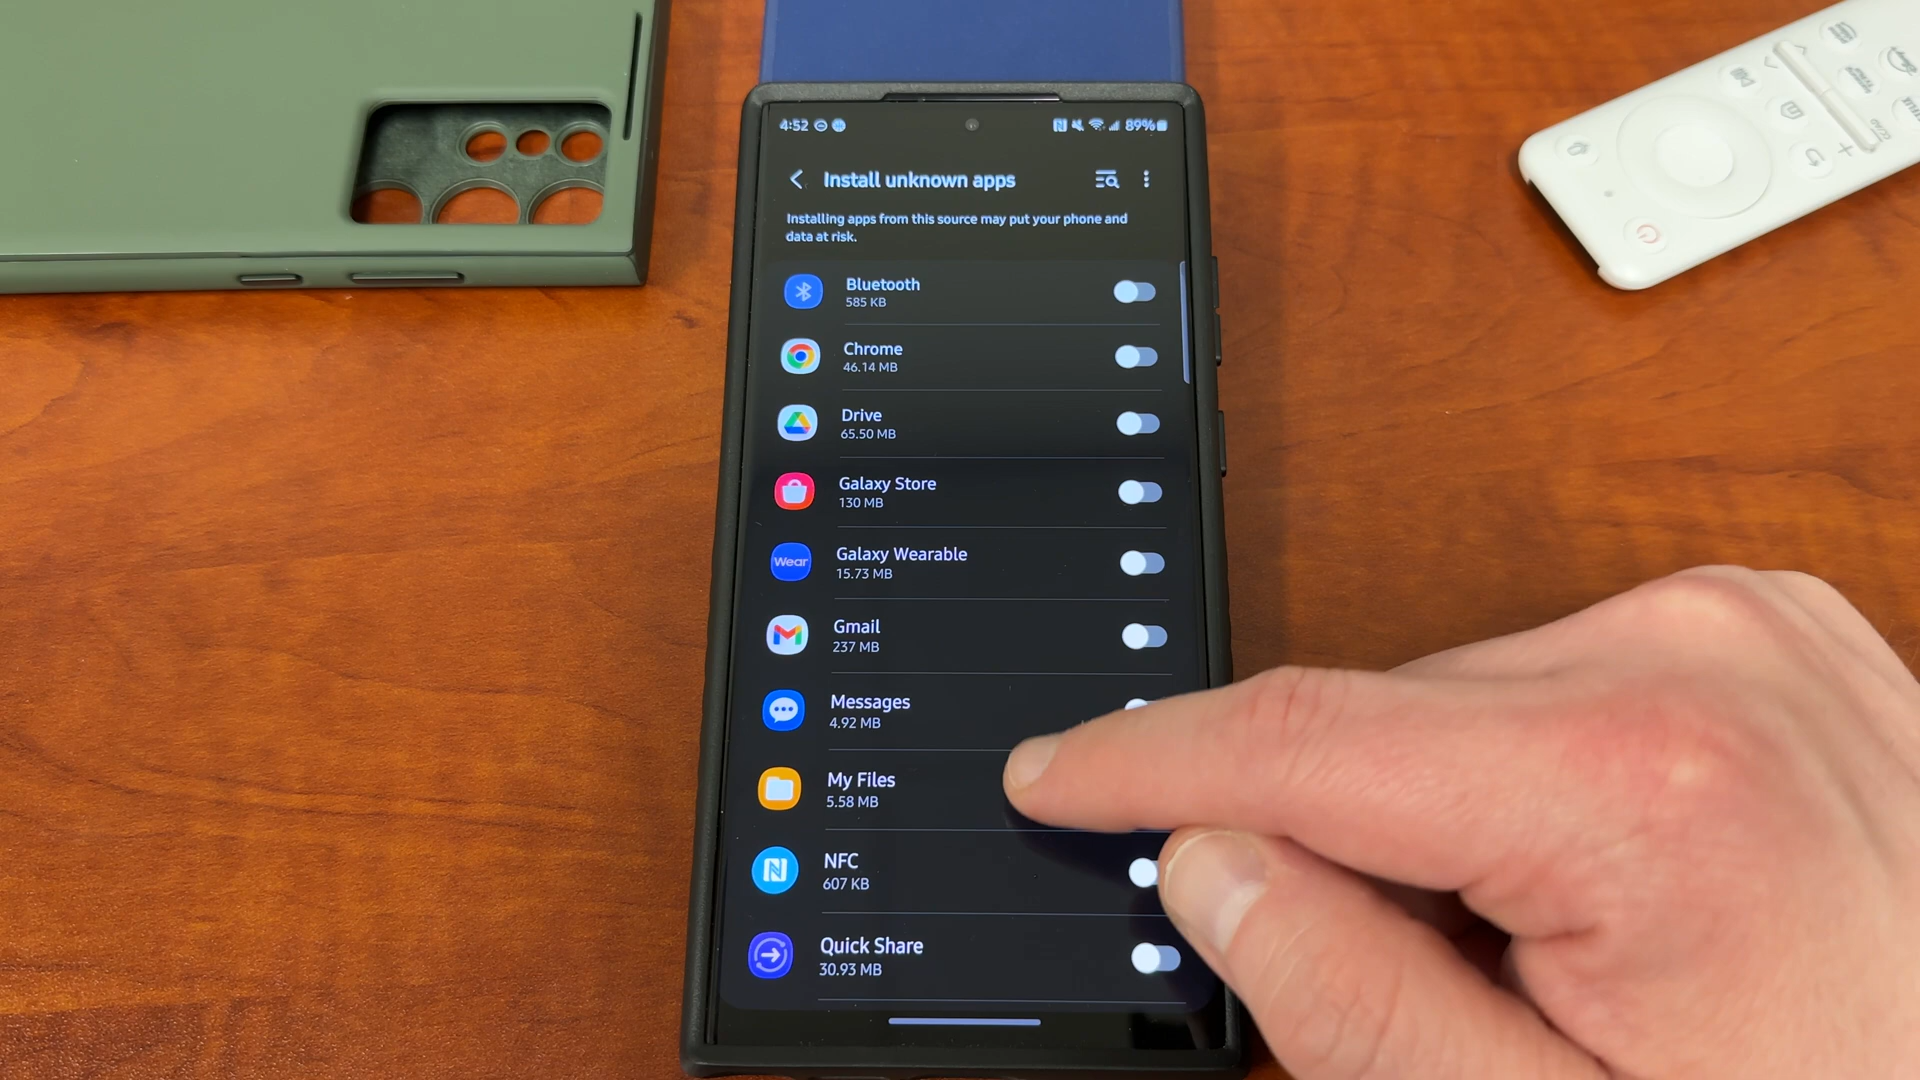 4:52
89%
Install unknown apps
Installing apps from this source may put your phone and
data at risk.
Bluetooth
585 KB
Chrome
46.14 MB
Drive
65.50 MB
Galaxy Store
130 MB
Wear
Galaxy Wearable
15.73 MB
Gmail
237 MB
Messages
4.92 MB
My Files
5.58 MB
NFC
607 KB
Quick Share
30.93 MB